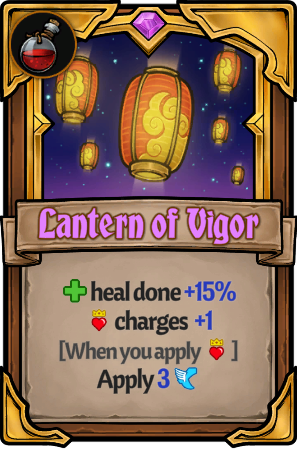 Lantern of Vigor
heal done +15%
charges +1
[When you apply ]
Apply 3